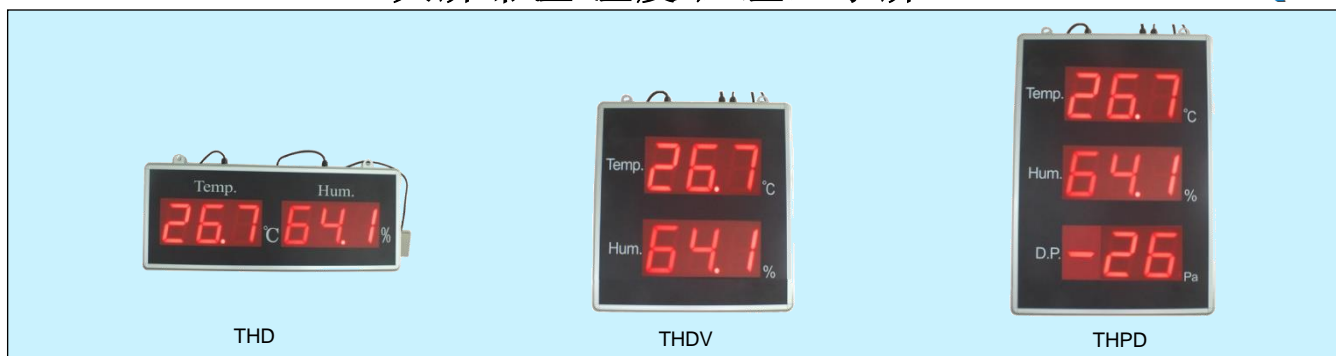 Temp. Hum.
26.7 ℃ 64.1 %
THD
Temp. 26.7 ℃
Hum. 64.1 %
THDV
Temp. 26.7 ℃
Hum. 64.1 %
D.P. -26 Pa
THPD